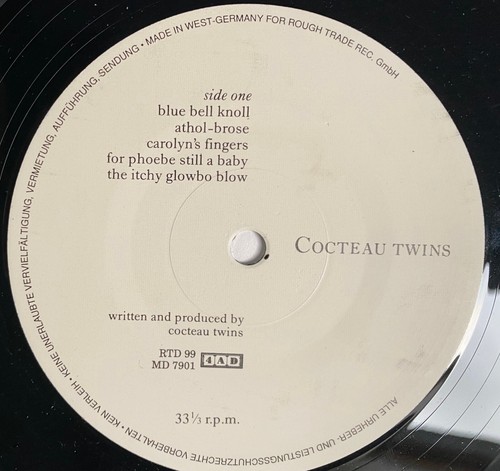 ALLE URHEBER- UND LEISTUNGSSCHUTZRECHTE VORBEHALTEN · KEIN VERLEIH · KEINE UNERLAUBTE VERVIELFÄLTIGUNG, VERMIETUNG, AUFFÜHRUNG, SENDUNG · MADE IN WEST-GERMANY FOR ROUGH TRADE REC. GmbH
side one
blue bell knoll
athol-brose
carolyn's fingers
for phoebe still a baby
the itchy glowbo blow
COCTEAU TWINS
written and produced by
cocteau twins
RTD 99
MD 7901 4AD
33⅓ r.p.m.